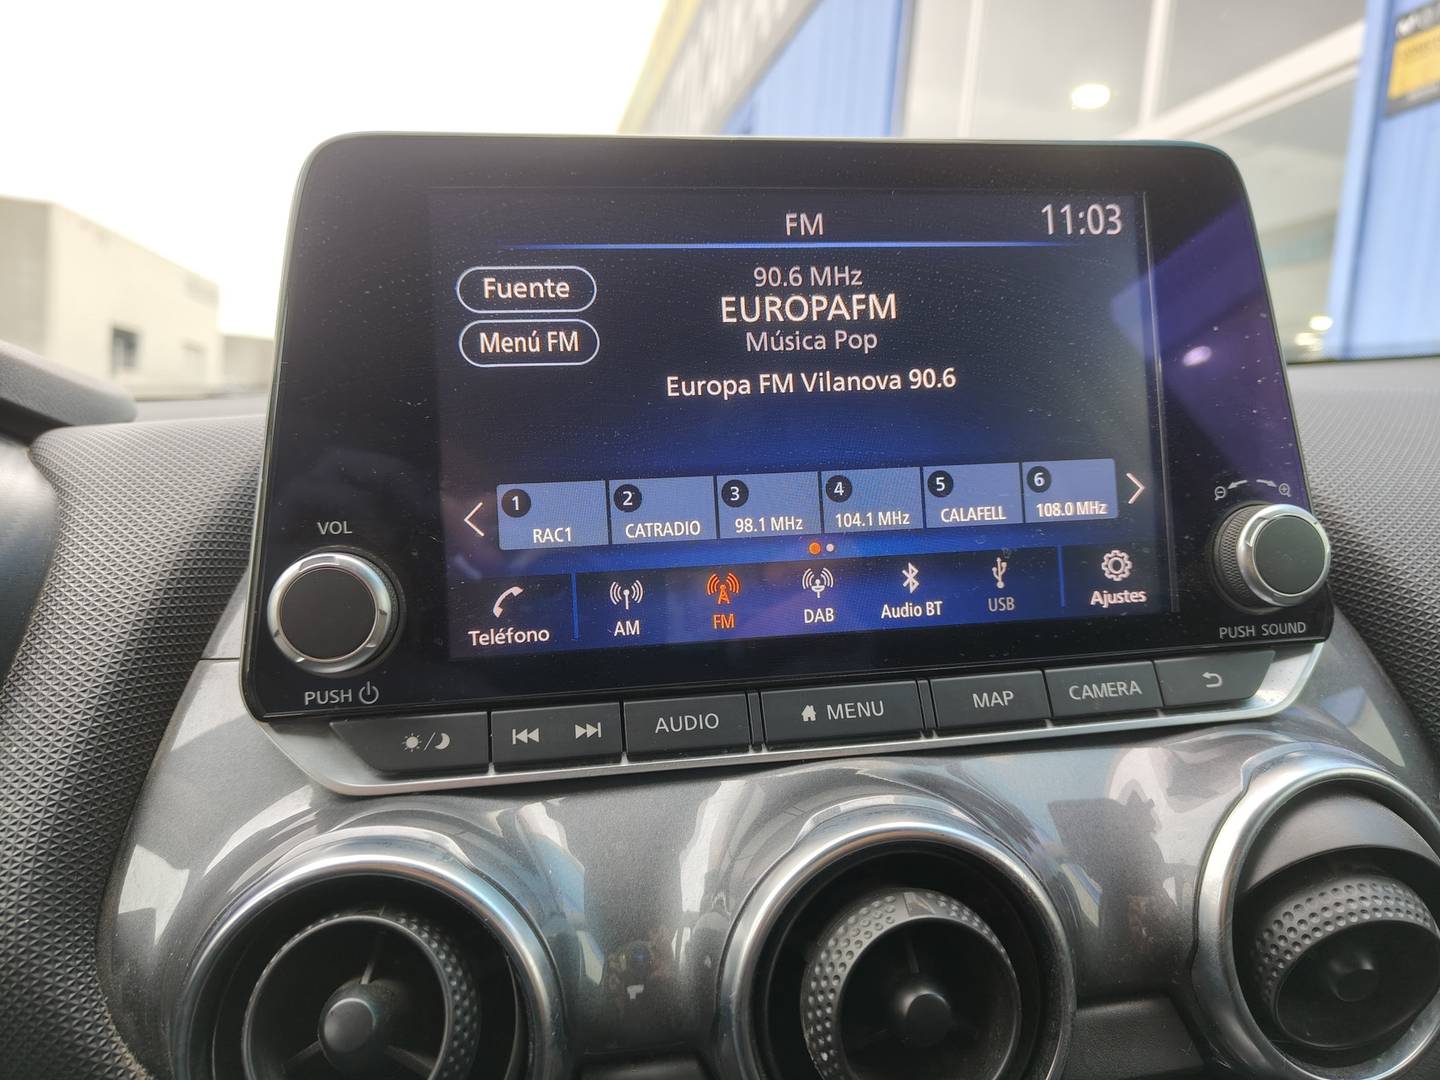 FM
11:03
Fuente
Menú FM
90.6 MHz
EUROPAFM
Música Pop
Europa FM Vilanova 90.6
1
RAC1
2
CATRADIO
3
98.1 MHz
4
104.1 MHz
5
CALAFELL
6
108.0 MHz
Teléfono
AM
FM
DAB
Audio BT
USB
Ajustes
VOL
PUSH
PUSH SOUND
AUDIO
MENU
MAP
CAMERA